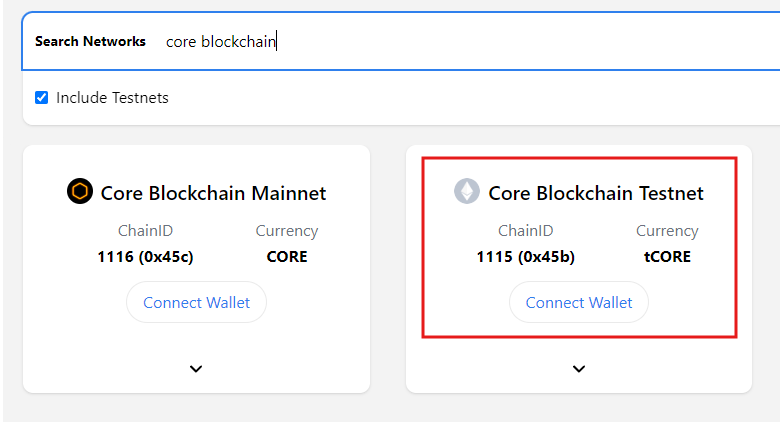 Search Networks core blockchain
Include Testnets
Core Blockchain Mainnet
ChainID Currency
1116 (0x45c) CORE
Connect Wallet
Core Blockchain Testnet
ChainID Currency
1115 (0x45b) tCORE
Connect Wallet